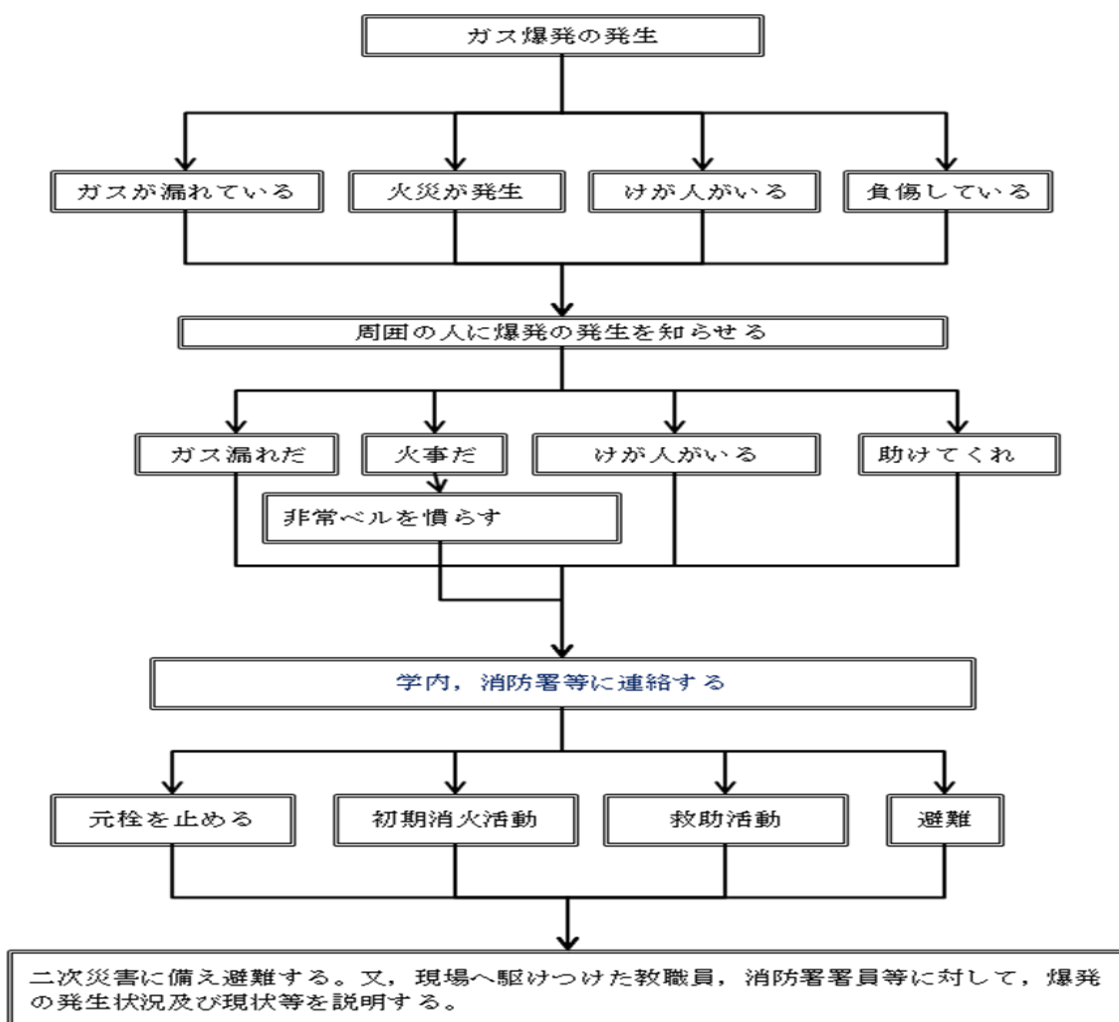 ガス爆発の発生
ガスが漏れている
火災が発生
けが人がいる
負傷している
周囲の人に爆発の発生を知らせる
ガス漏れだ
火事だ
けが人がいる
助けてくれ
非常ベルを慣らす
学内，消防署等に連絡する
元栓を止める
初期消火活動
救助活動
避難
二次災害に備え避難する。又，現場へ駆けつけた教職員，消防署署員等に対して，爆発
の発生状況及び現状等を説明する。